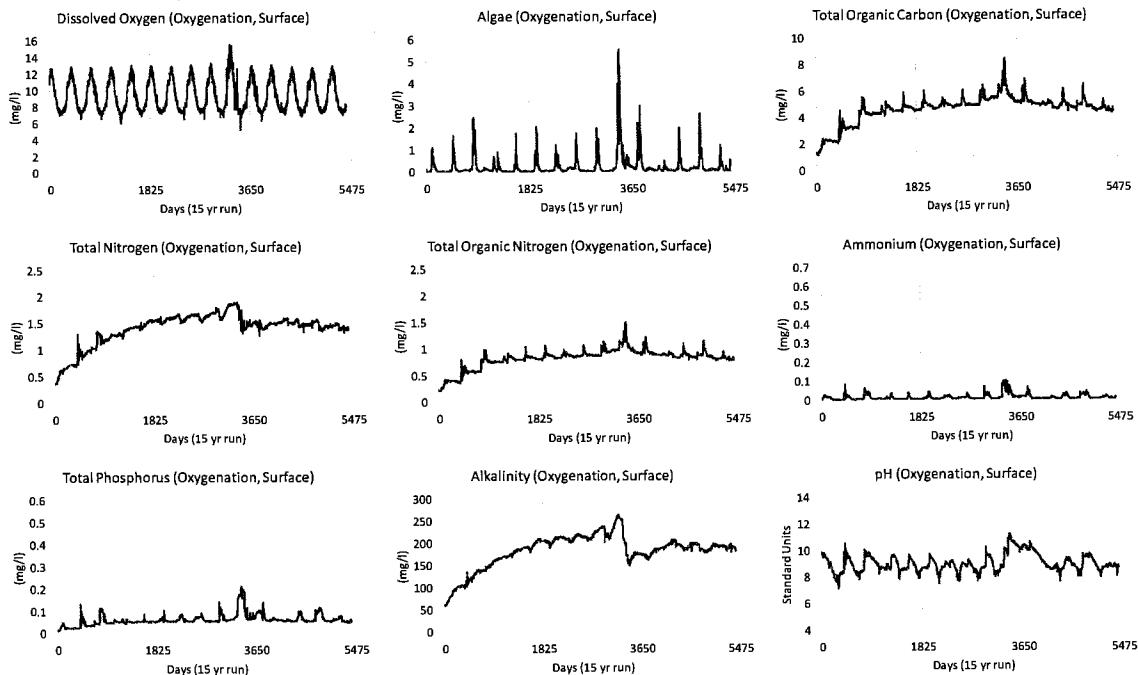 Dissolved Oxygen (Oxygenation, Surface)
16
14
12
10
8
6
4
2
0
(mg/l)
0 1825 3650 5475
Days (15 yr run)
Algae (Oxygenation, Surface)
6
5
4
3
2
1
0
(mg/l)
0 1825 3650 5475
Days (15 yr run)
Total Organic Carbon (Oxygenation, Surface)
10
8
6
4
2
0
(mg/l)
0 1825 3650 5475
Days (15 yr run)
Total Nitrogen (Oxygenation, Surface)
2.5
2
1.5
1
0.5
0
(mg/l)
0 1825 3650 5475
Days (15 yr run)
Total Organic Nitrogen (Oxygenation, Surface)
2.5
2
1.5
1
0.5
0
(mg/l)
0 1825 3650 5475
Days (15 yr run)
Ammonium (Oxygenation, Surface)
0.7
0.6
0.5
0.4
0.3
0.2
0.1
0
(mg/l)
0 1825 3650 5475
Days (15 yr run)
Total Phosphorus (Oxygenation, Surface)
0.6
0.5
0.4
0.3
0.2
0.1
0
(mg/l)
0 1825 3650 5475
Days (15 yr run)
Alkalinity (Oxygenation, Surface)
300
250
200
150
100
50
0
(mg/l)
0 1825 3650 5475
Days (15 yr run)
pH (Oxygenation, Surface)
14
12
10
8
6
4
Standard Units
0 1825 3650 5475
Days (15 yr run)